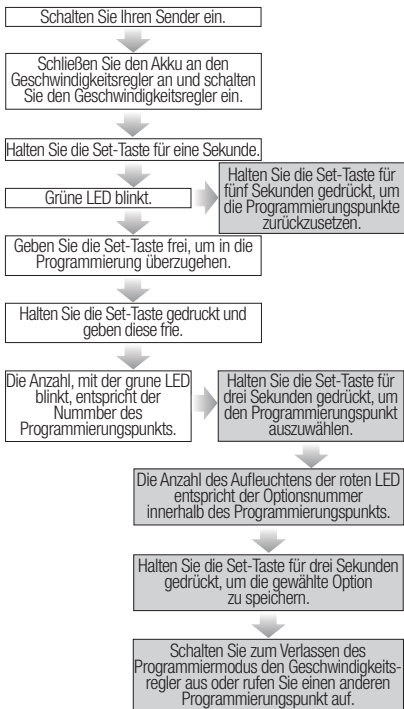 Schalten Sie Ihren Sender ein.
Schließen Sie den Akku an den
Geschwindigkeitsregler an und schalten
Sie den Geschwindigkeitsregler ein.
Halten Sie die Set-Taste für eine Sekunde.
Grüne LED blinkt.
Halten Sie die Set-Taste für
fünf Sekunden gedrückt, um
die Programmierungspunkte
zurückzusetzen.
Geben Sie die Set-Taste frei, um in die
Programmierung überzugehen.
Halten Sie die Set-Taste gedruckt und
geben diese frie.
Die Anzahl, mit der grune LED
blinkt, entspricht der
Nummber des
Programmierungspunkts.
Halten Sie die Set-Taste für
drei Sekunden gedrückt, um
den Programmierungspunkt
auszuwählen.
Die Anzahl des Aufleuchtens der roten LED
entspricht der Optionsnummer
innerhalb des Programmierungspunkts.
Halten Sie die Set-Taste für drei Sekunden
gedrückt, um die gewählte Option
zu speichern.
Schalten Sie zum Verlassen des
Programmiermodus den Geschwindigkeits-
regler aus oder rufen Sie einen anderen
Programmierungspunkt auf.